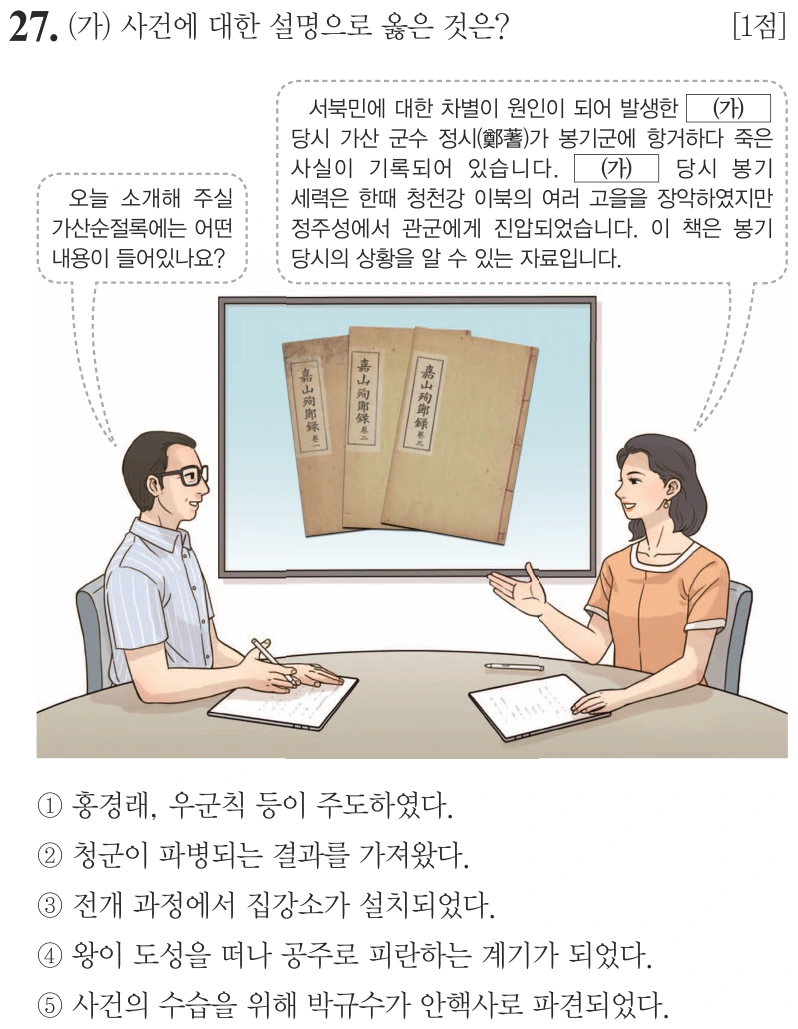 27. (가) 사건에 대한 설명으로 옳은 것은? [1점]
서북민에 대한 차별이 원인이 되어 발생한 (가)
당시 가산 군수 정시(鄭蓍)가 봉기군에 항거하다 죽은
사실이 기록되어 있습니다. (가) 당시 봉기
세력은 한때 청천강 이북의 여러 고을을 장악하였지만
정주성에서 관군에게 진압되었습니다. 이 책은 봉기
당시의 상황을 알 수 있는 자료입니다.
오늘 소개해 주실
가산순절록에는 어떤
내용이 들어있나요?
嘉山殉節錄 卷一
嘉山殉節錄 卷二
嘉山殉節錄 卷三
① 홍경래, 우군칙 등이 주도하였다.
② 청군이 파병되는 결과를 가져왔다.
③ 전개 과정에서 집강소가 설치되었다.
④ 왕이 도성을 떠나 공주로 피란하는 계기가 되었다.
⑤ 사건의 수습을 위해 박규수가 안핵사로 파견되었다.